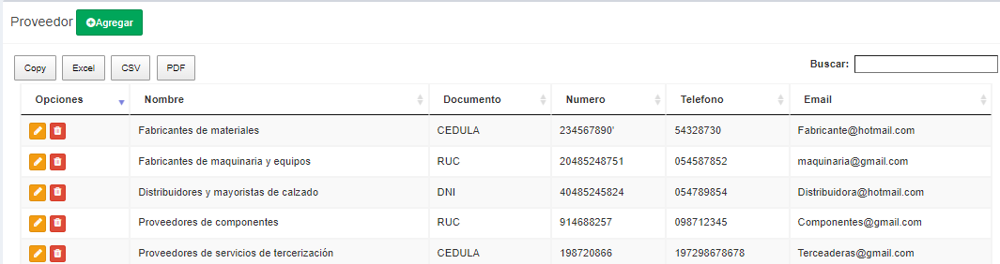 Proveedor Agregar
Copy Excel CSV PDF Buscar:
Opciones Nombre Documento Numero Telefono Email
Fabricantes de materiales CEDULA 234567890' 54328730 Fabricante@hotmail.com
Fabricantes de maquinaria y equipos RUC 20485248751 054587852 maquinaria@gmail.com
Distribuidores y mayoristas de calzado DNI 40485245824 054789854 Distribuidora@hotmail.com
Proveedores de componentes RUC 914688257 098712345 Componentes@gmail.com
Proveedores de servicios de tercerización CEDULA 198720866 197298678678 Terceaderas@gmail.com